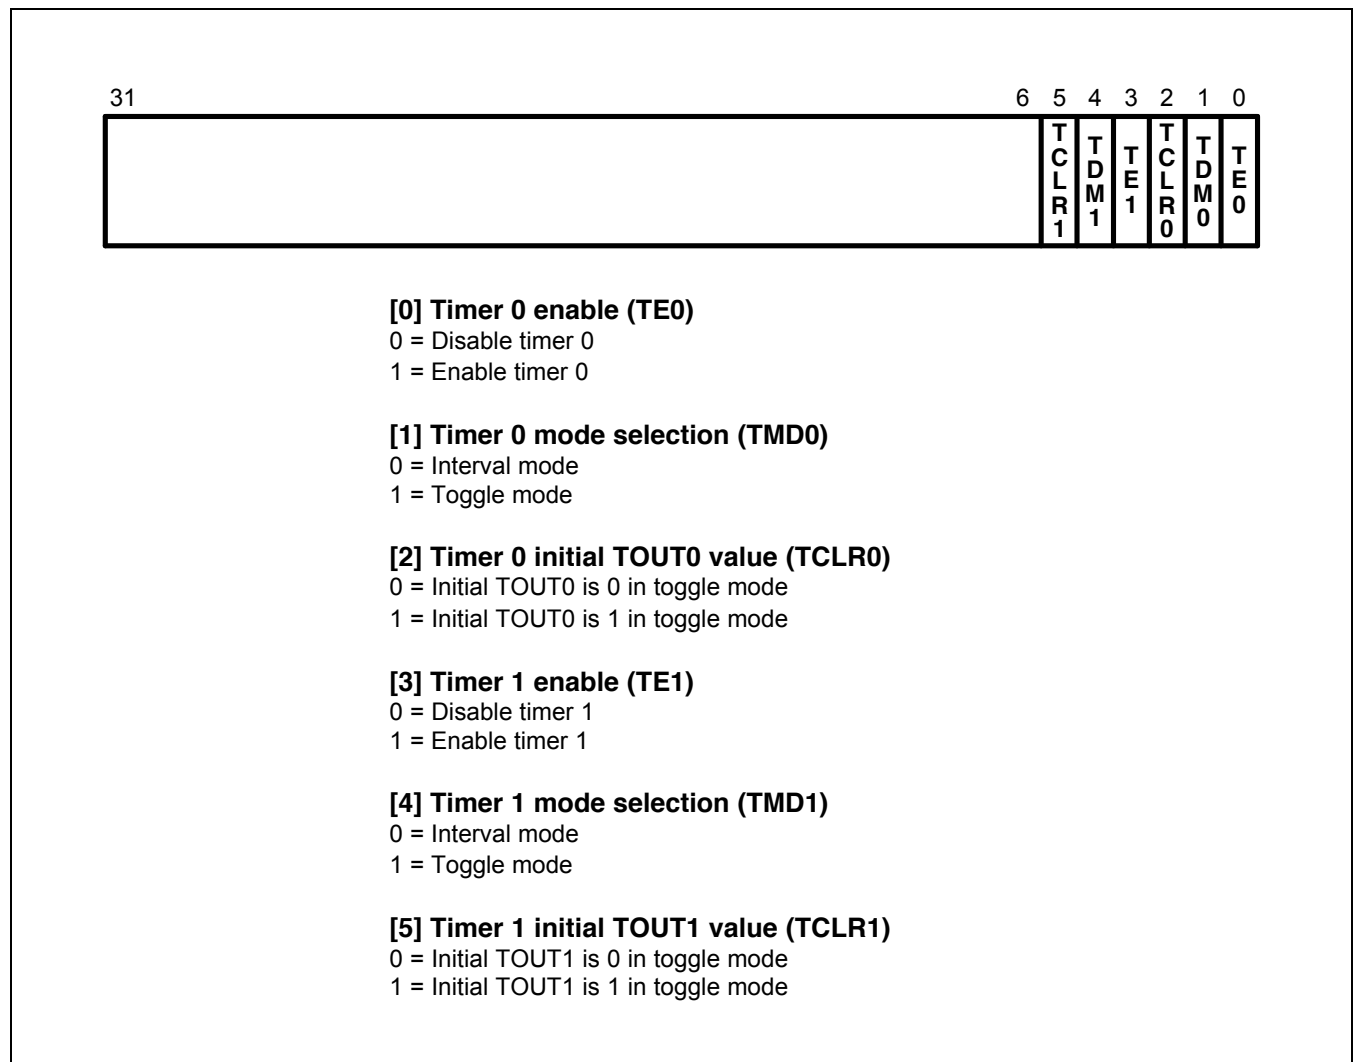 31 6 5 4 3 2 1 0
TCLR1 TDM1 TE1 TCLR0 TDM0 TE0
[0] Timer 0 enable (TE0)
0 = Disable timer 0
1 = Enable timer 0
[1] Timer 0 mode selection (TMD0)
0 = Interval mode
1 = Toggle mode
[2] Timer 0 initial TOUT0 value (TCLR0)
0 = Initial TOUT0 is 0 in toggle mode
1 = Initial TOUT0 is 1 in toggle mode
[3] Timer 1 enable (TE1)
0 = Disable timer 1
1 = Enable timer 1
[4] Timer 1 mode selection (TMD1)
0 = Interval mode
1 = Toggle mode
[5] Timer 1 initial TOUT1 value (TCLR1)
0 = Initial TOUT1 is 0 in toggle mode
1 = Initial TOUT1 is 1 in toggle mode